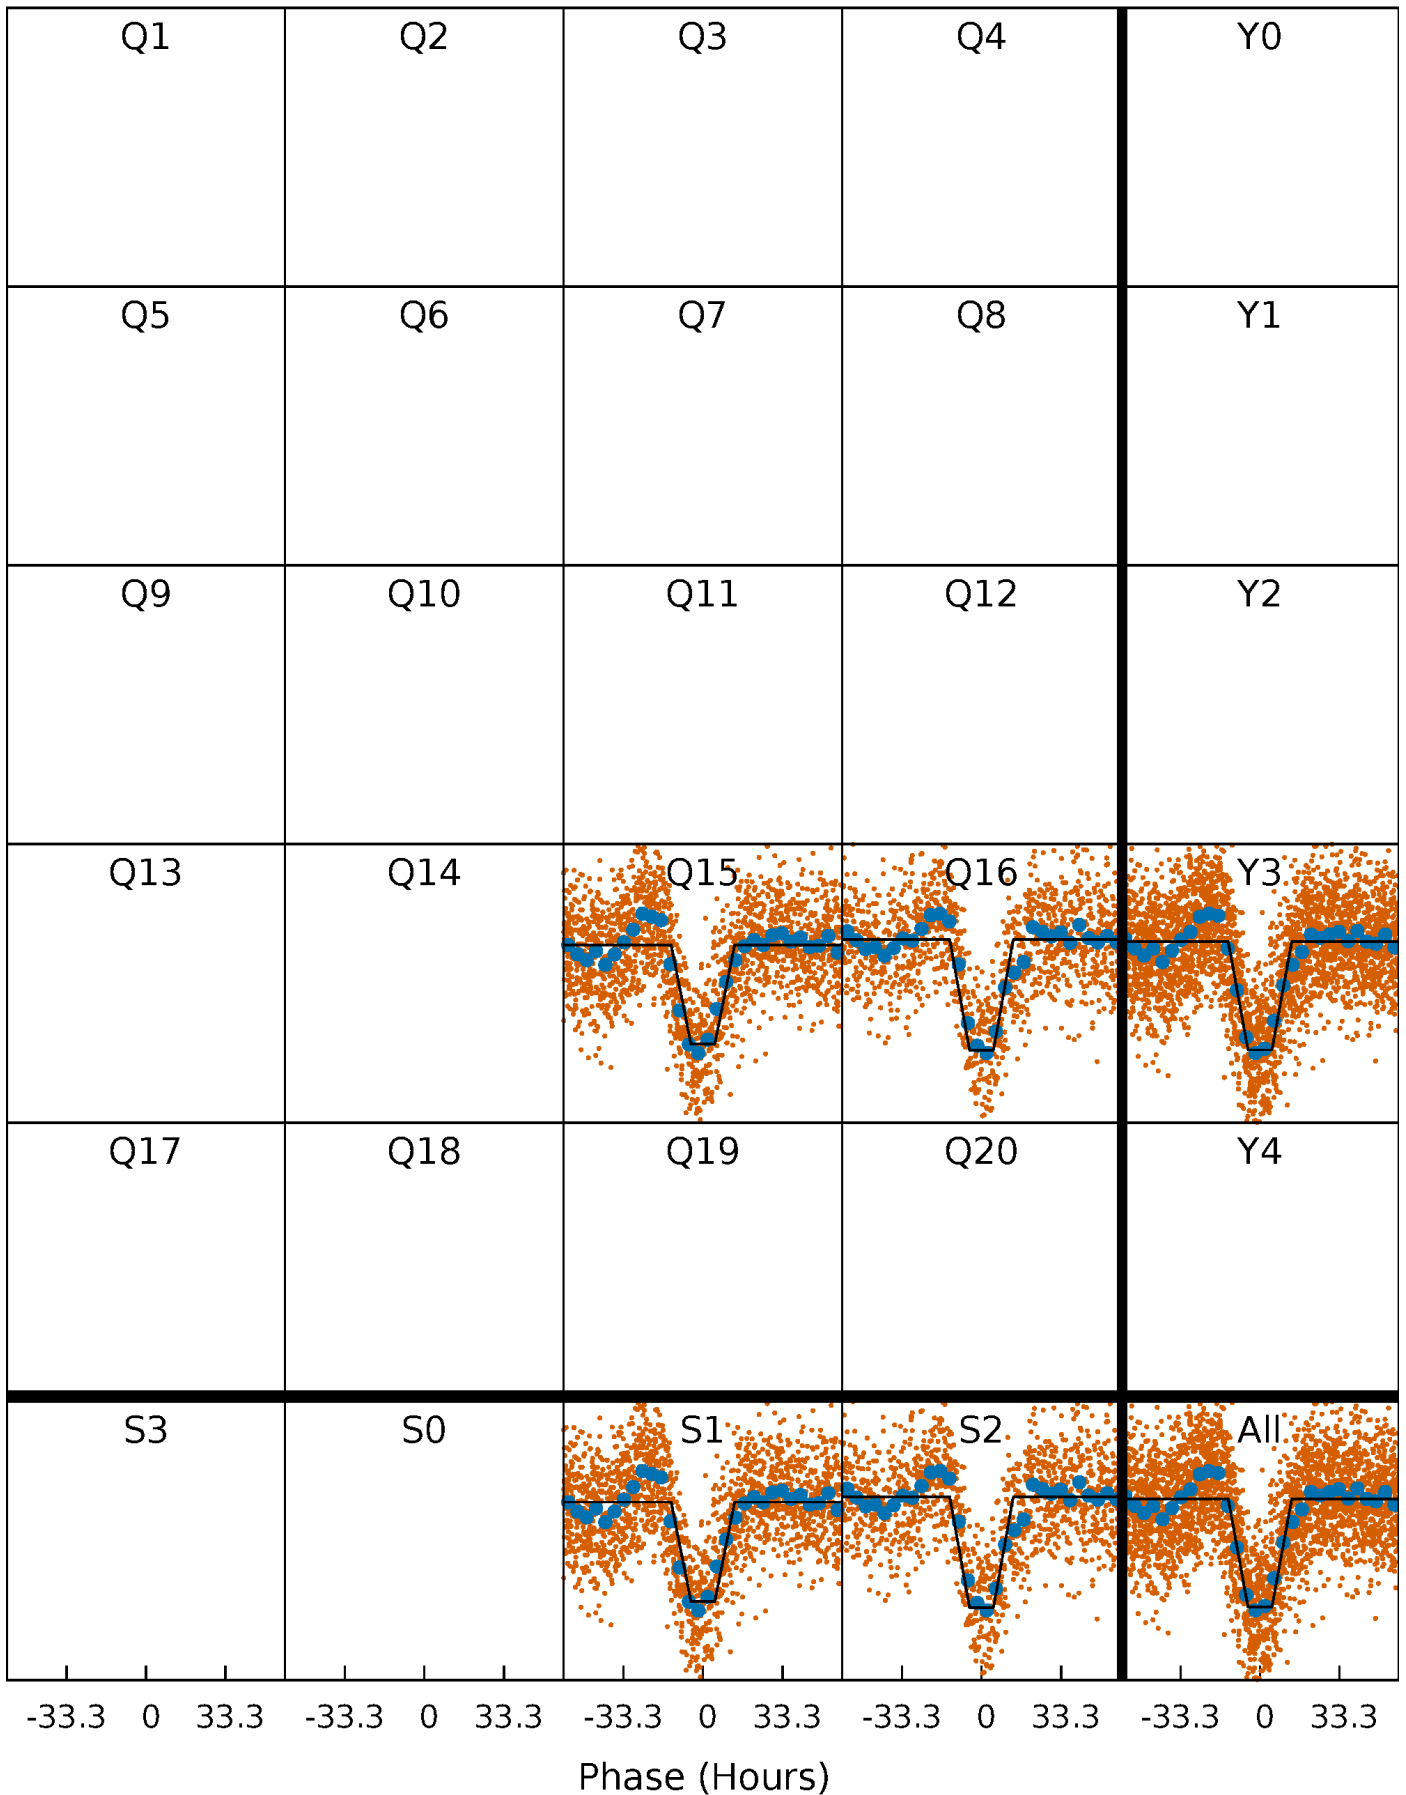 Q1 Q2 Q3 Q4 Y0
Q5 Q6 Q7 Q8 Y1
Q9 Q10 Q11 Q12 Y2
Q13 Q14 Q15 Q16 Y3
Q17 Q18 Q19 Q20 Y4
S3 S0 S1 S2 All
-33.3 0 33.3 -33.3 0 33.3 -33.3 0 33.3 -33.3 0 33.3 -33.3 0 33.3
Phase (Hours)